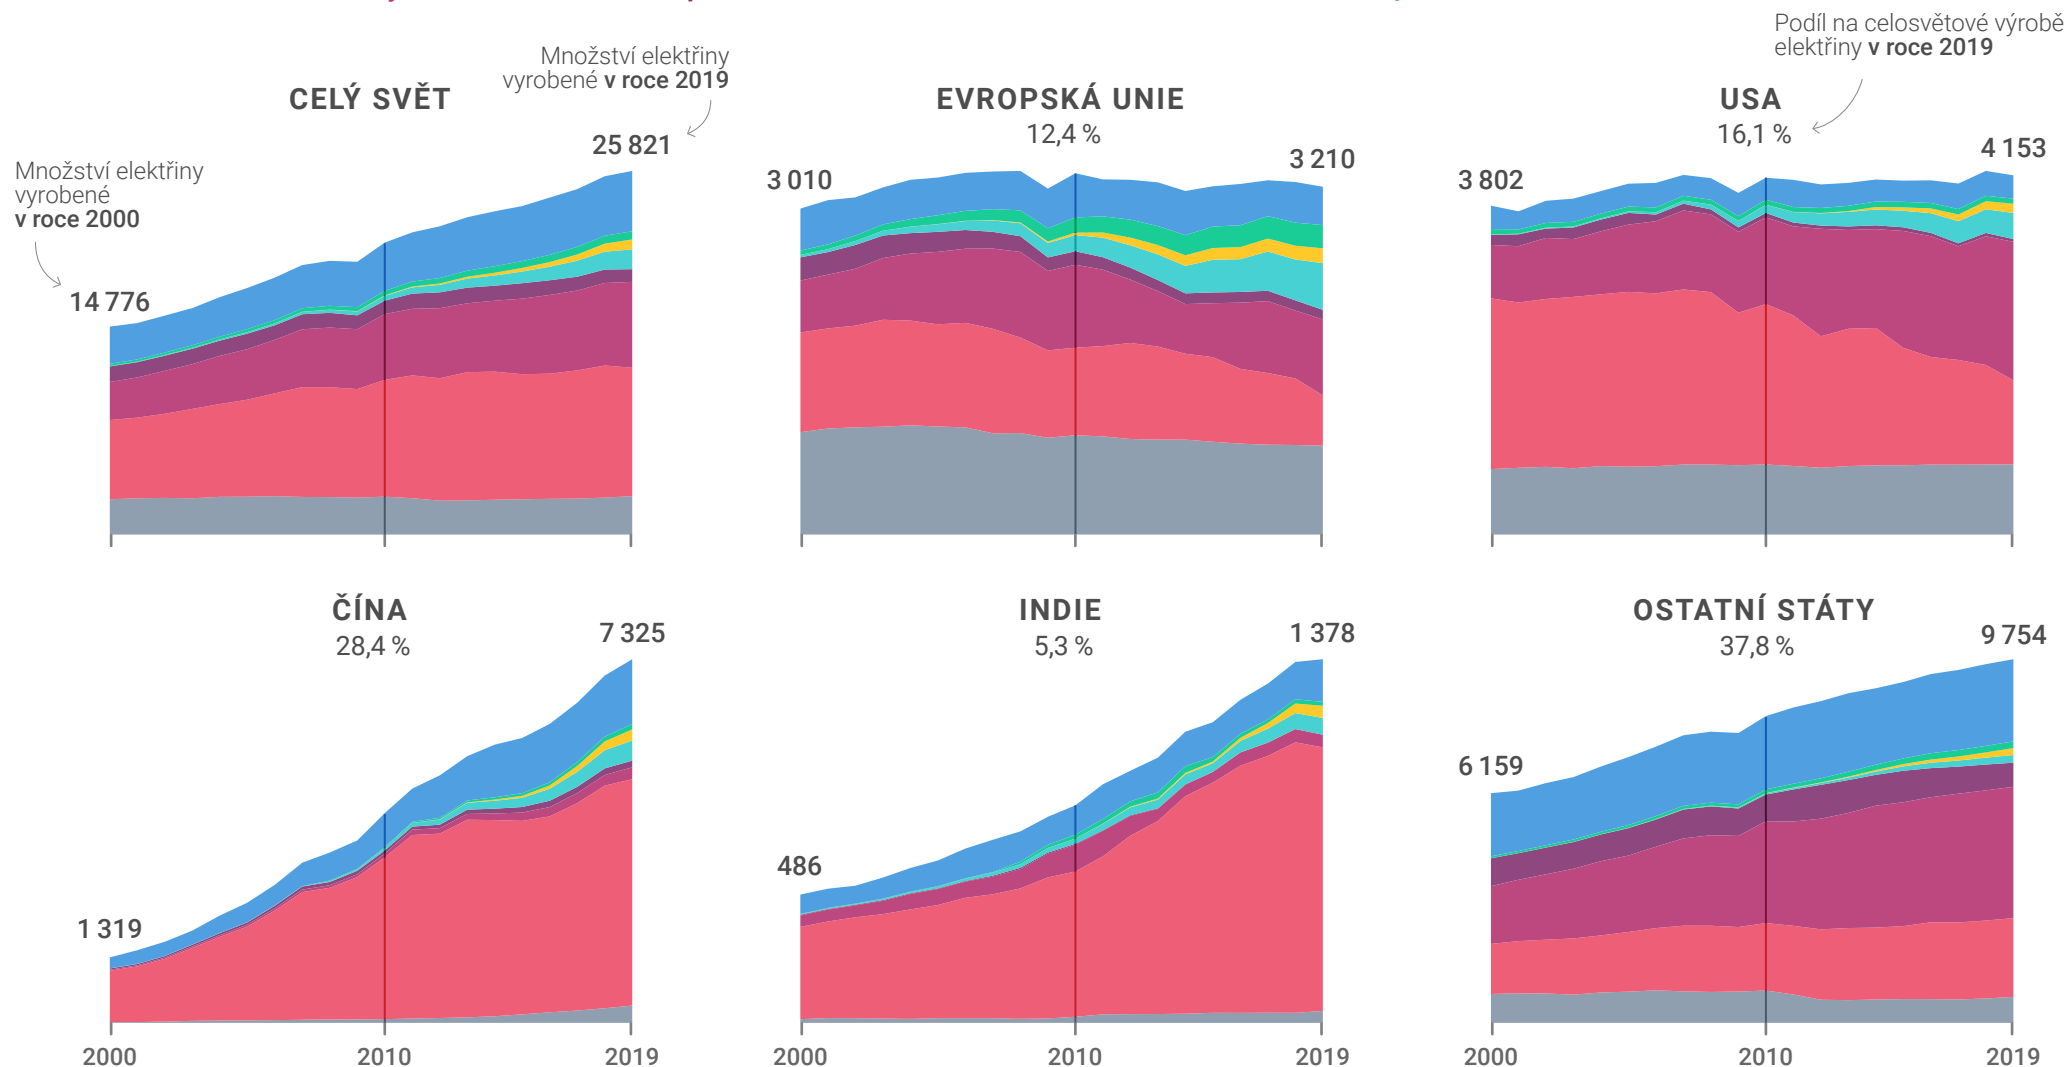 Podíl na celosvětové výrobě
elektřiny v roce 2019
Množství elektřiny
vyrobené v roce 2019
CELÝ SVĚT
25 821
Množství elektřiny
vyrobené
v roce 2000
14 776
EVROPSKÁ UNIE
12,4 %
3 010
3 210
USA
16,1 %
3 802
4 153
ČÍNA
28,4 %
7 325
1 319
2000
2010
2019
INDIE
5,3 %
1 378
486
2000
2010
2019
OSTATNÍ STÁTY
37,8 %
9 754
6 159
2000
2010
2019